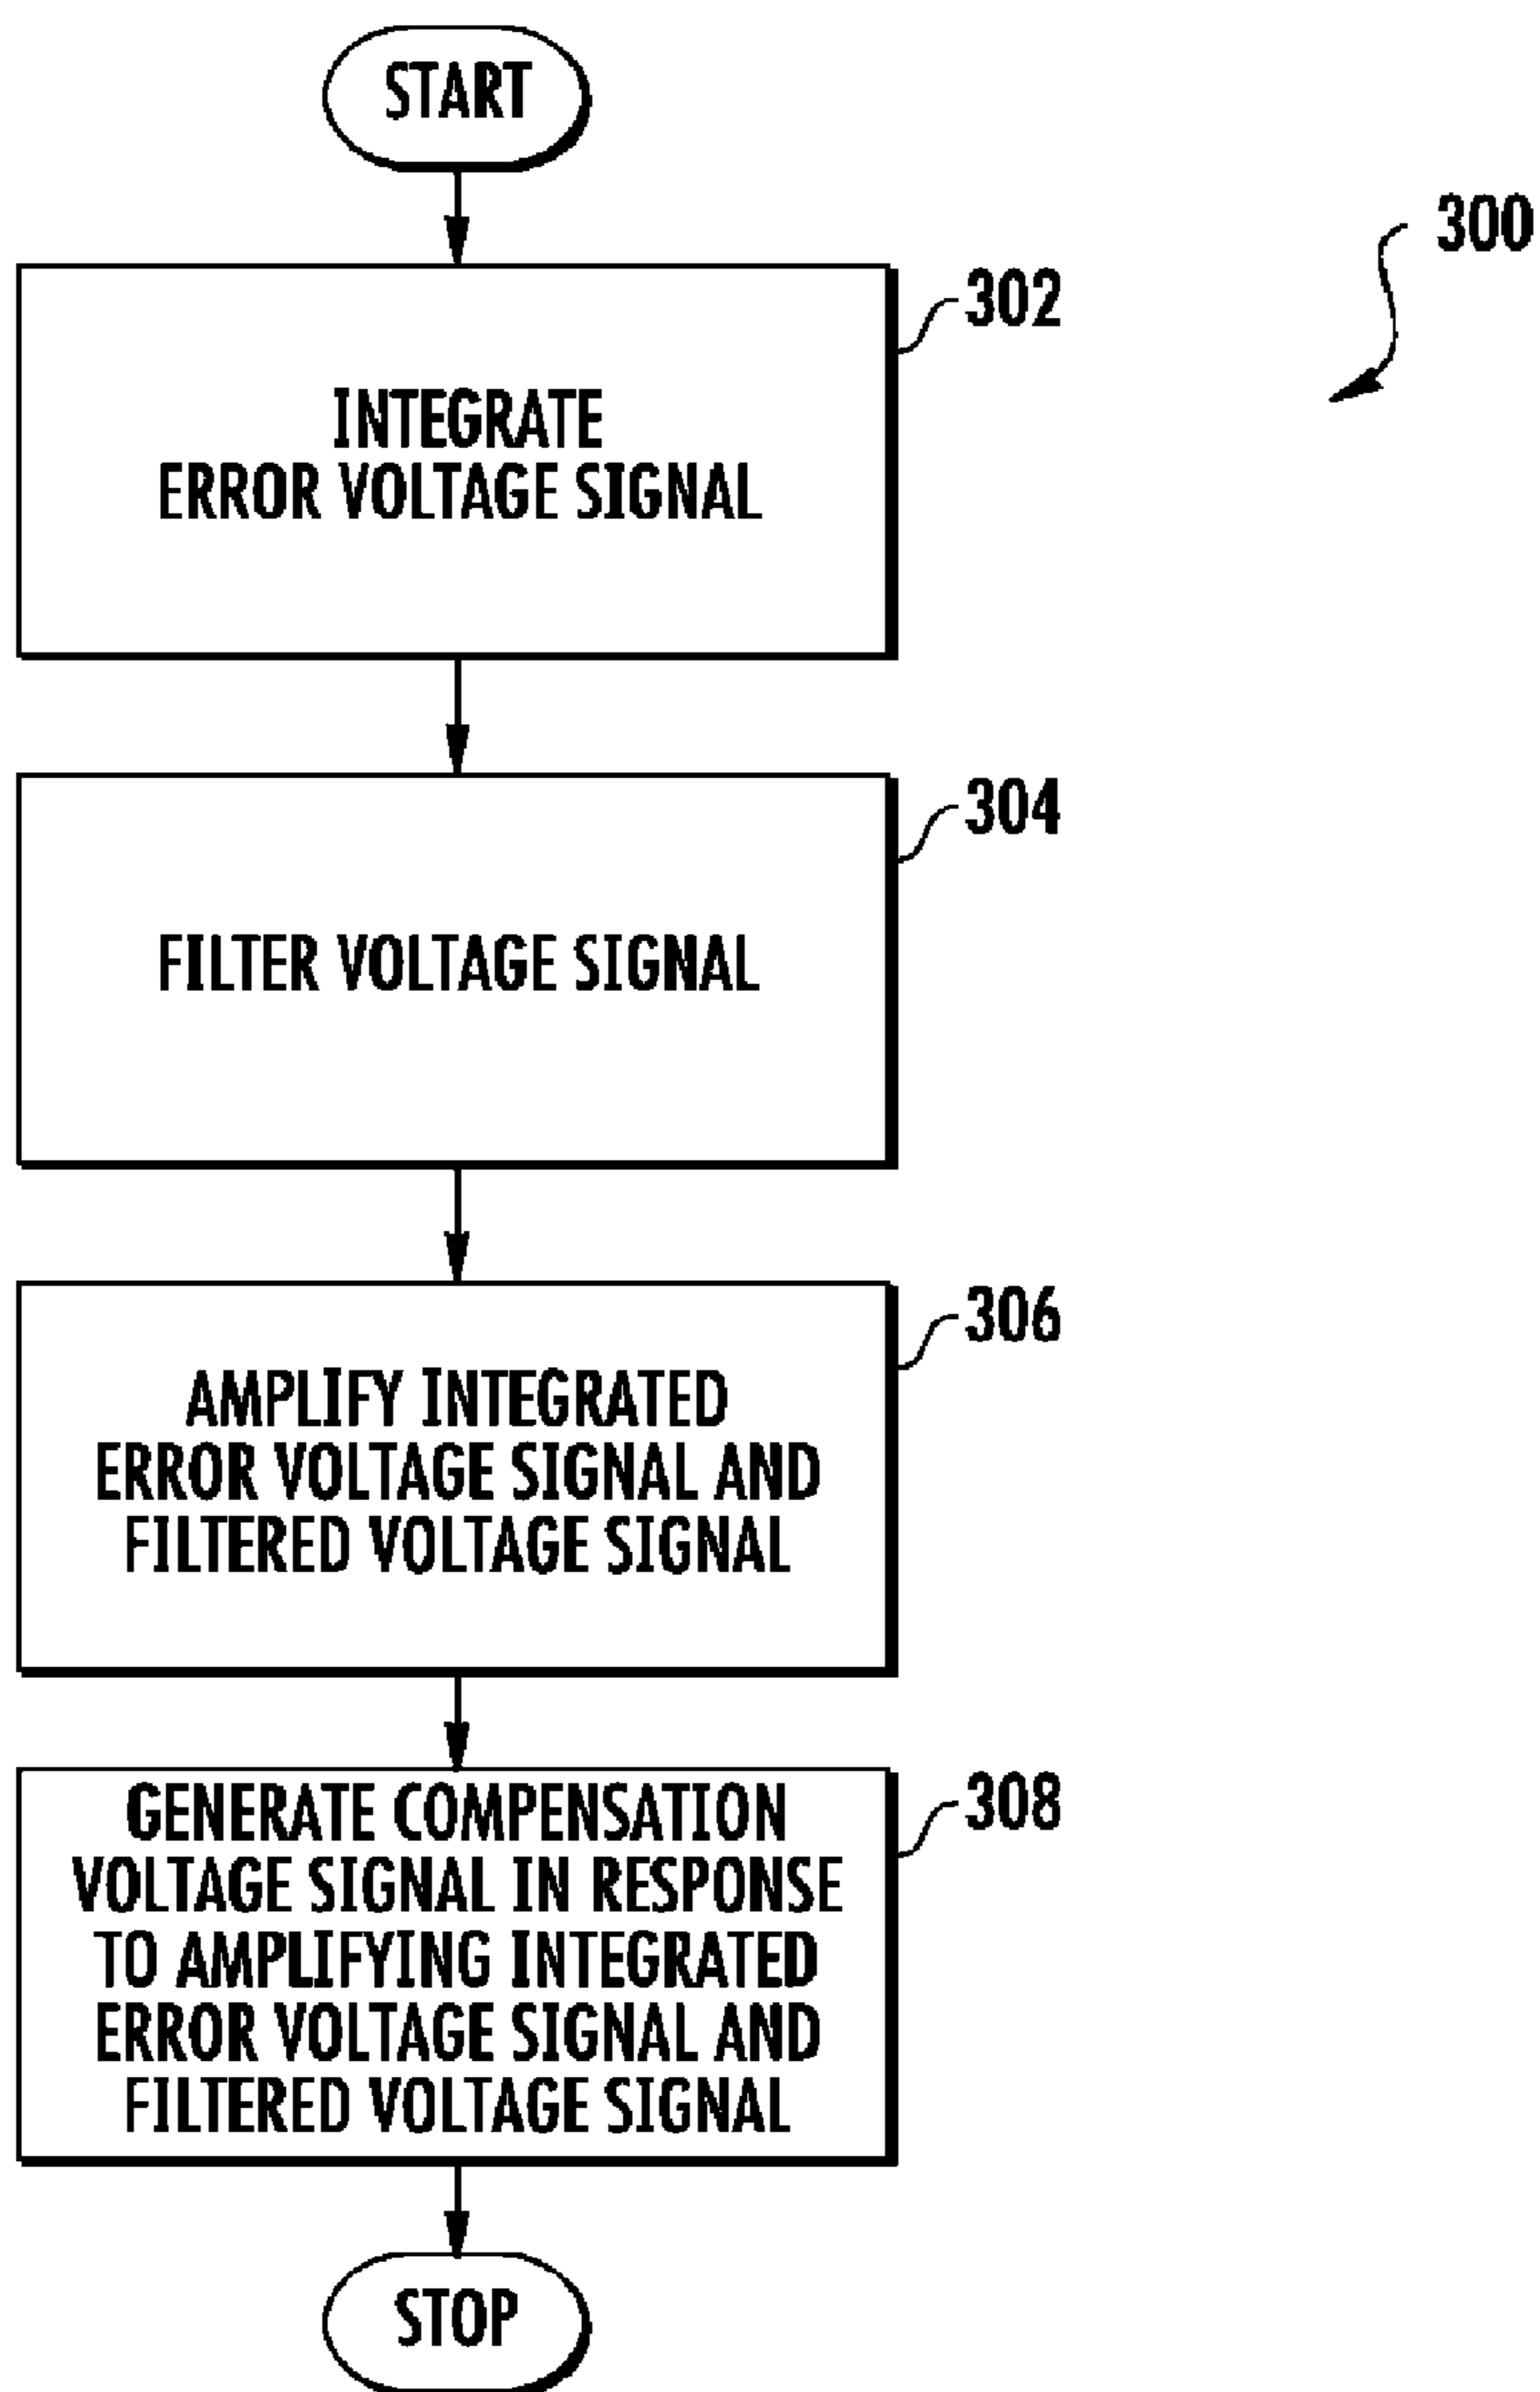 START
300
302
INTEGRATE
ERROR VOLTAGE SIGNAL
304
FILTER VOLTAGE SIGNAL
306
AMPLIFY INTEGRATED
ERROR VOLTAGE SIGNAL AND
FILTERED VOLTAGE SIGNAL
308
GENERATE COMPENSATION
VOLTAGE SIGNAL IN RESPONSE
TO AMPLIFYING INTEGRATED
ERROR VOLTAGE SIGNAL AND
FILTERED VOLTAGE SIGNAL
STOP